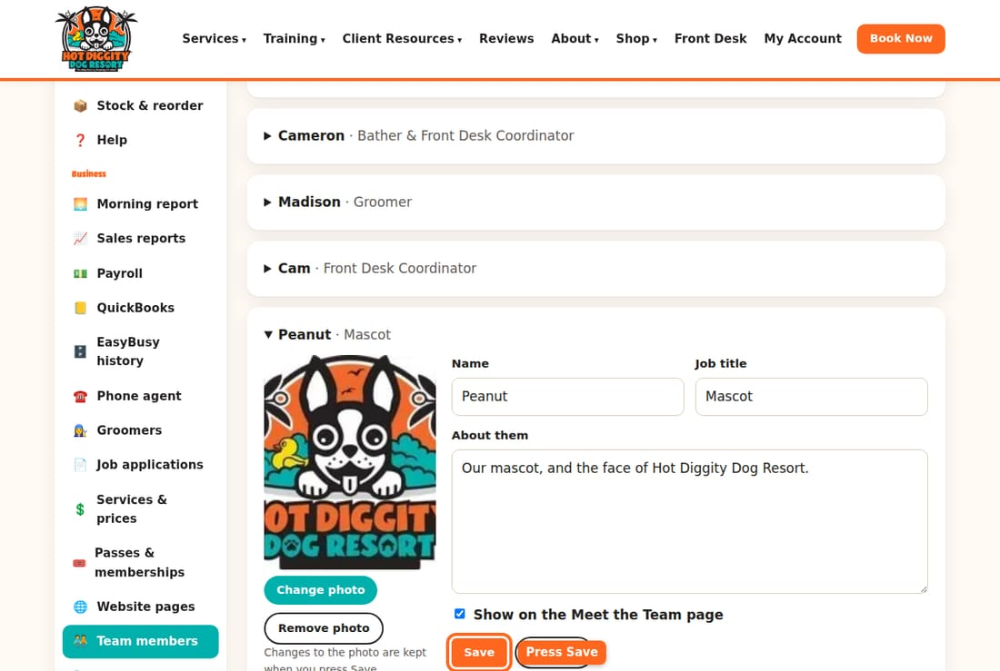 HOT DIGGITY
DOG RESORT
Services ▾
Training ▾
Client Resources ▾
Reviews
About ▾
Shop ▾
Front Desk
My Account
Book Now
Stock & reorder
Help
Business
Morning report
Sales reports
Payroll
QuickBooks
EasyBusy
history
Phone agent
Groomers
Job applications
Services &
prices
Passes &
memberships
Website pages
Team members
Cameron · Bather & Front Desk Coordinator
Madison · Groomer
Cam · Front Desk Coordinator
Peanut · Mascot
HOT DIGGITY
DOG RESORT
Change photo
Remove photo
Changes to the photo are kept
when you press Save
Name
Peanut
Job title
Mascot
About them
Our mascot, and the face of Hot Diggity Dog Resort.
Show on the Meet the Team page
Save
Press Save